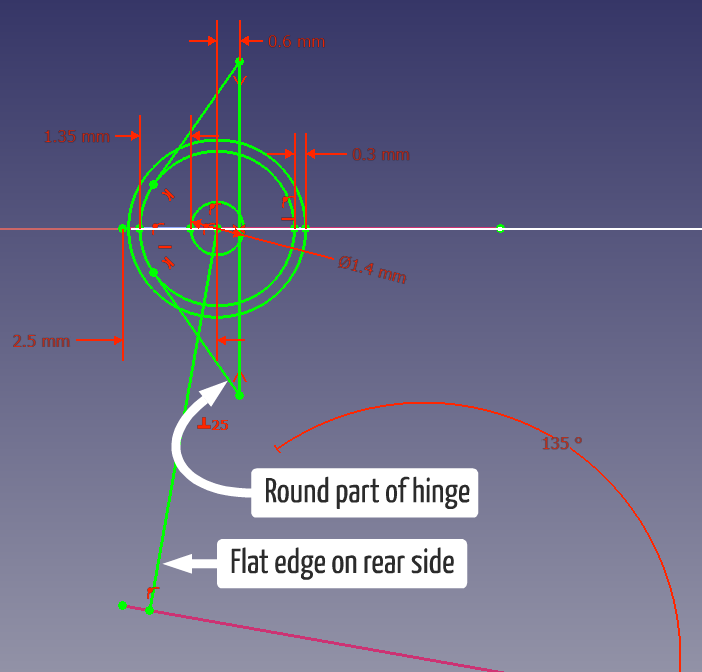 0.6 mm
1.35 mm
0.3 mm
Ø1.4 mm
2.5 mm
⊥25
135 °
Round part of hinge
Flat edge on rear side